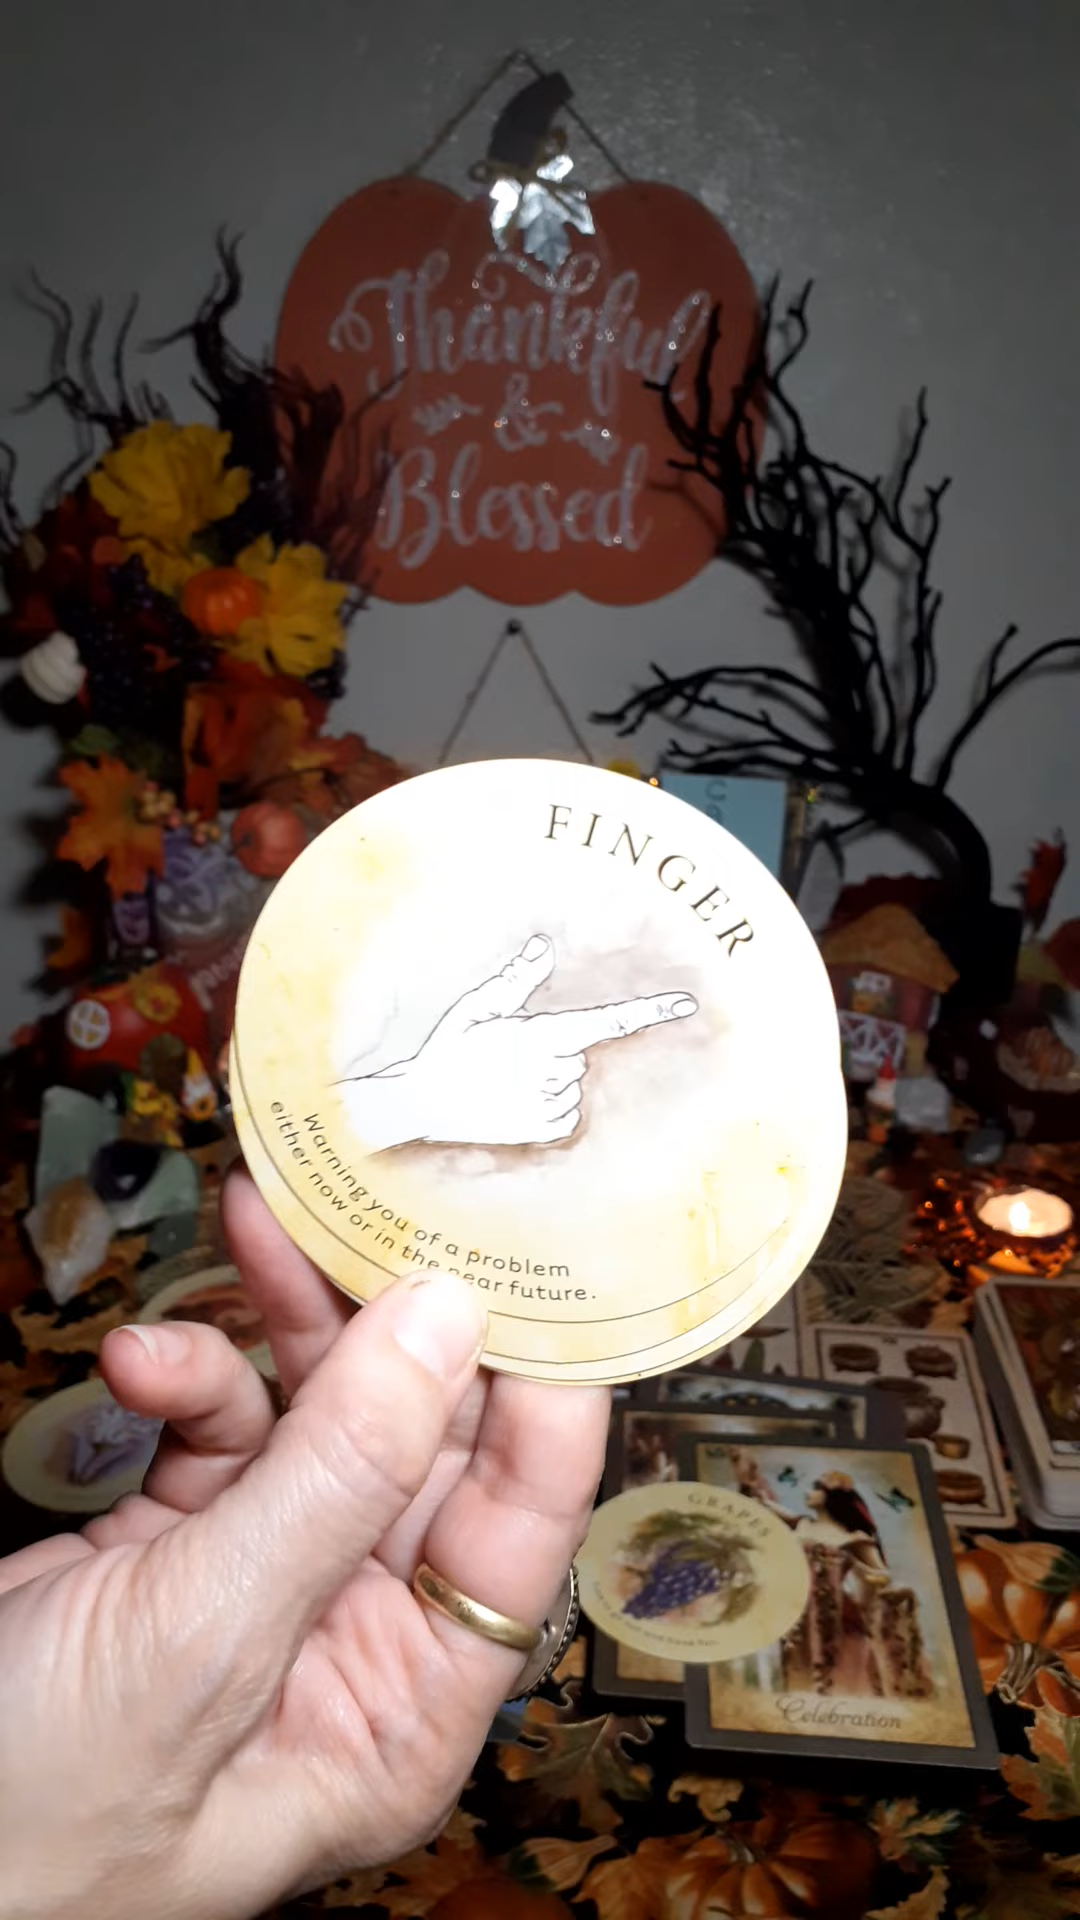 Thankful
&
Blessed
FINGER
Warning you of a problem
either now or in the near future.
GRAPES
Celebration